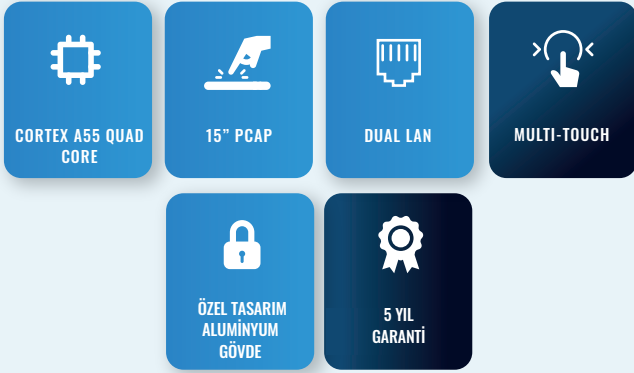 CORTEX A55 QUAD
CORE
15” PCAP
DUAL LAN
MULTI-TOUCH
ÖZEL TASARIM
ALUMİNYUM
GÖVDE
5 YIL
GARANTİ